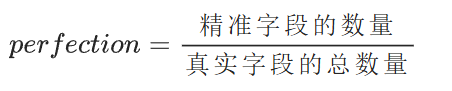 perfection = 精准字段的数量 / 真实字段的总数量